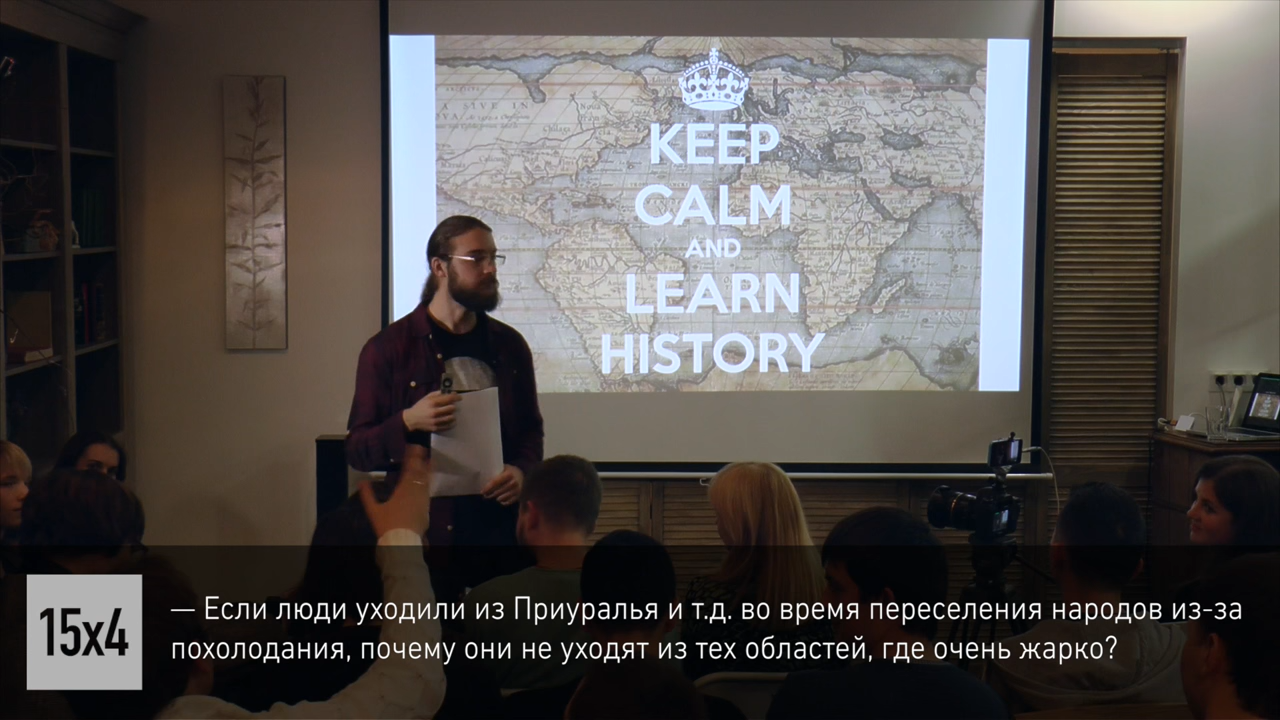 KEEP
CALM
AND
LEARN
HISTORY
15x4
— Если люди уходили из Приуралья и т.д. во время переселения народов из-за
похолодания, почему они не уходят из тех областей, где очень жарко?